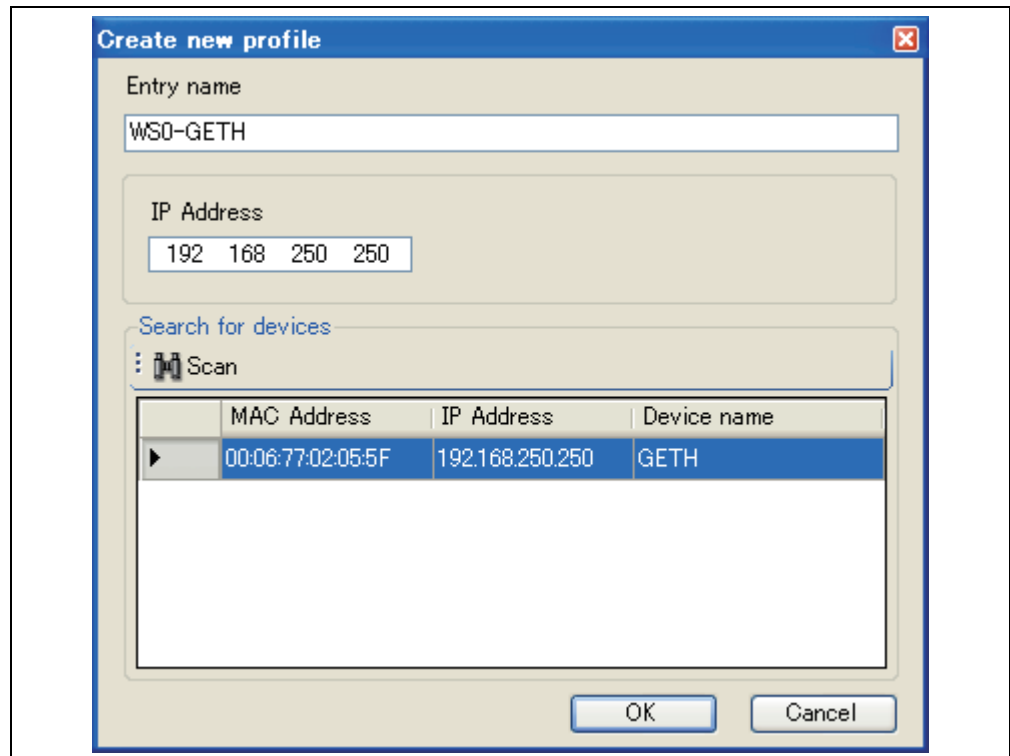 Create new profile
Entry name
WS0-GETH
IP Address
192 168 250 250
Search for devices
Scan
MAC Address IP Address Device name
00:06:77:02:05:5F 192.168.250.250 GETH
OK Cancel